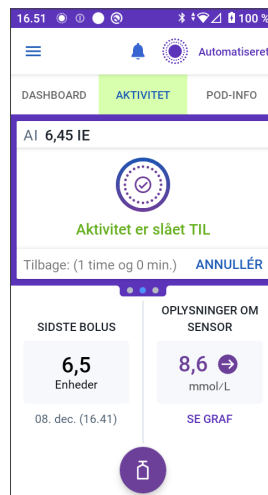 16.51 100 %
Automatiseret
DASHBOARD AKTIVITET POD-INFO
AI 6,45 IE
Aktivitet er slået TIL
Tilbage: (1 time og 0 min.) ANNULLÉR
SIDSTE BOLUS
6,5
Enheder
08. dec. (16.41)
OPLYSNINGER OM
SENSOR
8,6
mmol/L
SE GRAF